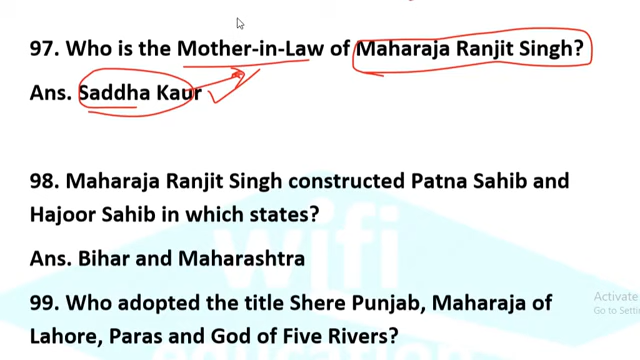 97. Who is the Mother-in-Law of Maharaja Ranjit Singh?
Ans. Saddha Kaur
98. Maharaja Ranjit Singh constructed Patna Sahib and
Hajoor Sahib in which states?
wifi
Ans. Bihar and Maharashtra
99. Who adopted the title Shere Punjab, Maharaja of
Activate
Go to Setti
Lahore, Paras and God of Five Rivers?